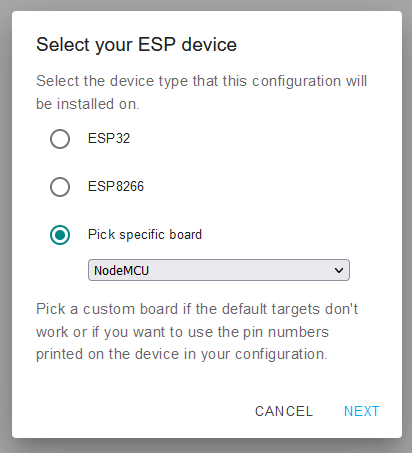 Select your ESP device
Select the device type that this configuration will
be installed on.
ESP32
ESP8266
Pick specific board
NodeMCU
Pick a custom board if the default targets don't
work or if you want to use the pin numbers
printed on the device in your configuration.
CANCEL NEXT